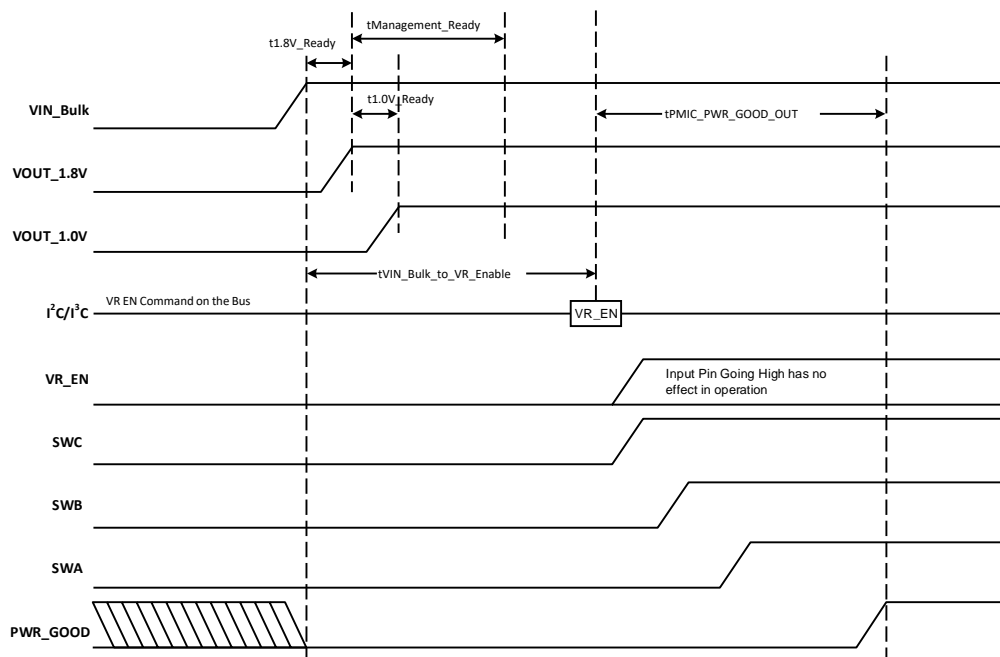 tManagement_Ready
t1.8V_Ready
VIN_Bulk
t1.0V_Ready
tPMIC_PWR_GOOD_OUT
VOUT_1.8V
VOUT_1.0V
tVIN_Bulk_to_VR_Enable
VR EN Command on the Bus
I²C/I³C
VR_EN
VR_EN
Input Pin Going High has no
effect in operation
SWC
SWB
SWA
PWR_GOOD